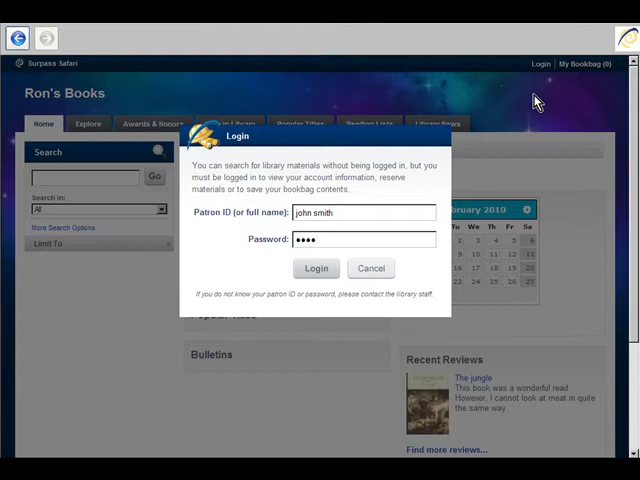 Surpass Safari
Login | My Bookbag (0)
Ron's Books
Home
Explore
Awards & Honors
Popular Titles
Reading Lists
Library News
Search
Go
Search in:
All
More Search Options
Limit To
Login
You can search for library materials without being logged in, but you
must be logged in to view your account information, reserve
materials or to save your bookbag contents.
Patron ID (or full name): john smith
Password: ••••
Login Cancel
If you do not know your patron ID or password, please contact the library staff.
bruary 2010
Tu We Th Fr Sa
2 3 4 5 6
9 10 11 12 13
16 17 18 19 20
23 24 25 26 27
Bulletins
Recent Reviews
The jungle
This book was a wonderful read.
However, I cannot look at meat in quite
the same way.
Find more reviews...